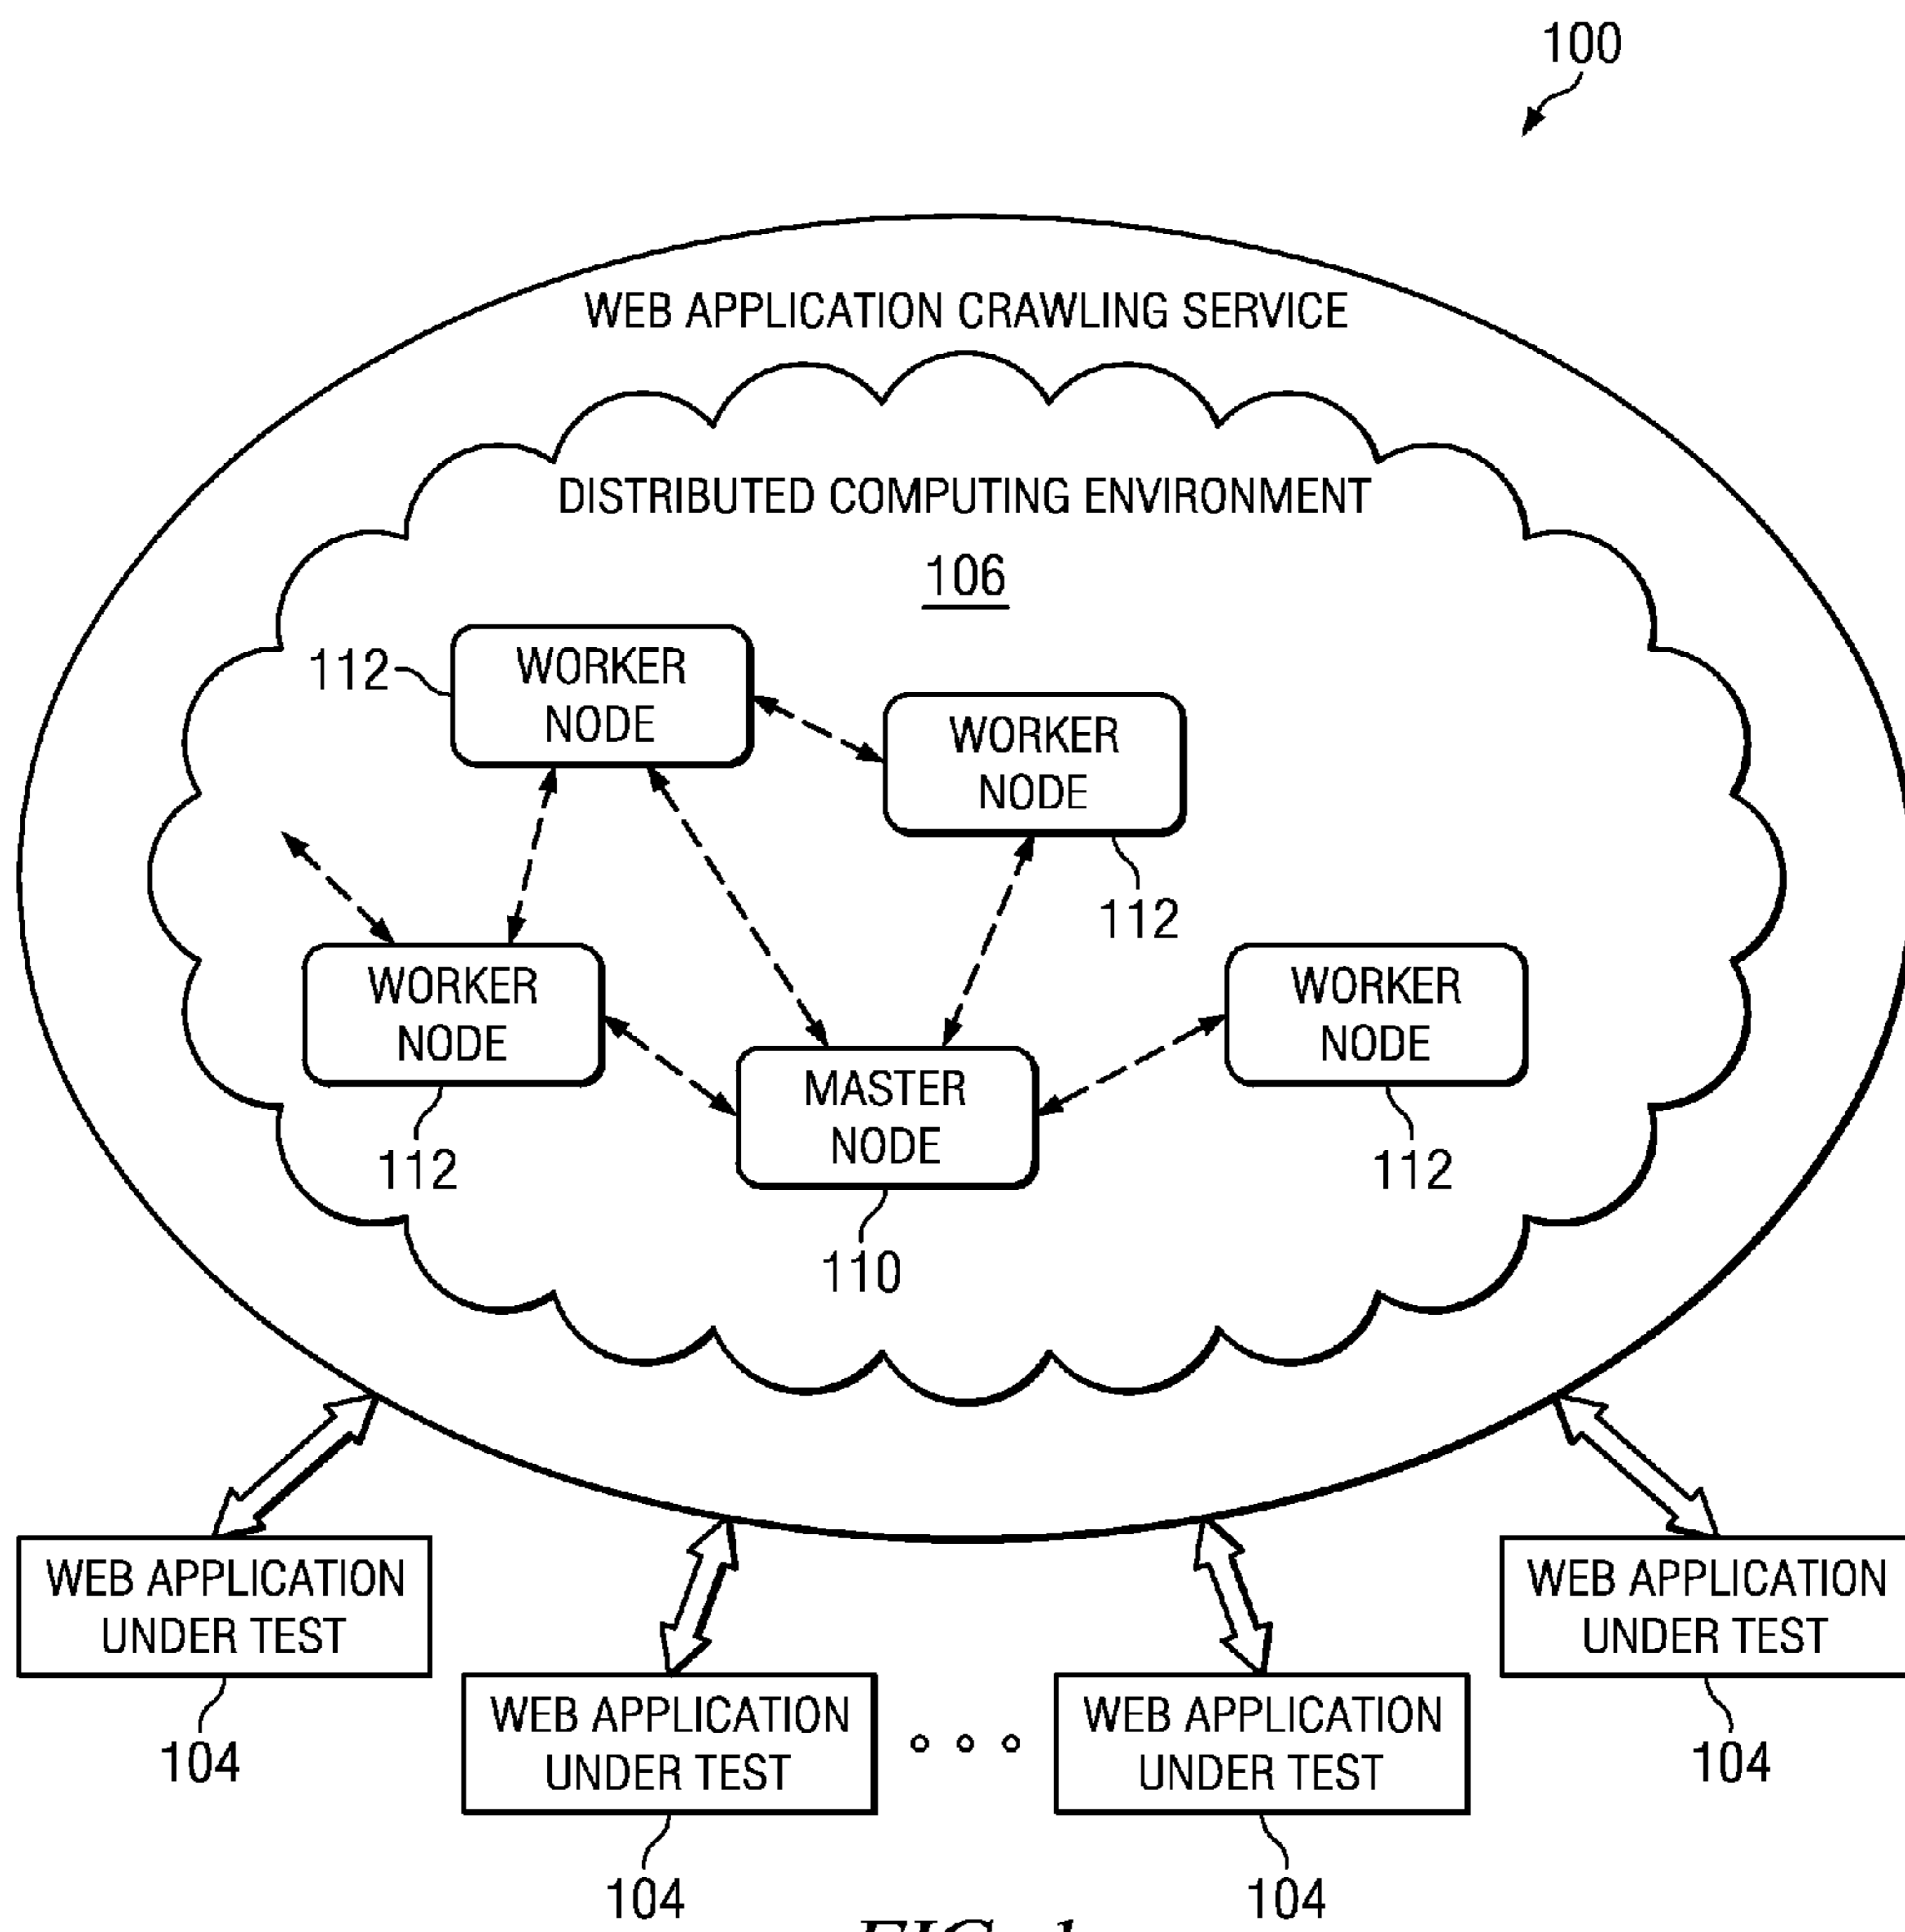 100
WEB APPLICATION CRAWLING SERVICE
DISTRIBUTED COMPUTING ENVIRONMENT
106
112
WORKER
NODE
WORKER
NODE
112
WORKER
NODE
112
MASTER
NODE
110
WORKER
NODE
112
WEB APPLICATION
UNDER TEST
104
WEB APPLICATION
UNDER TEST
104
WEB APPLICATION
UNDER TEST
104
WEB APPLICATION
UNDER TEST
104
FIG. 1